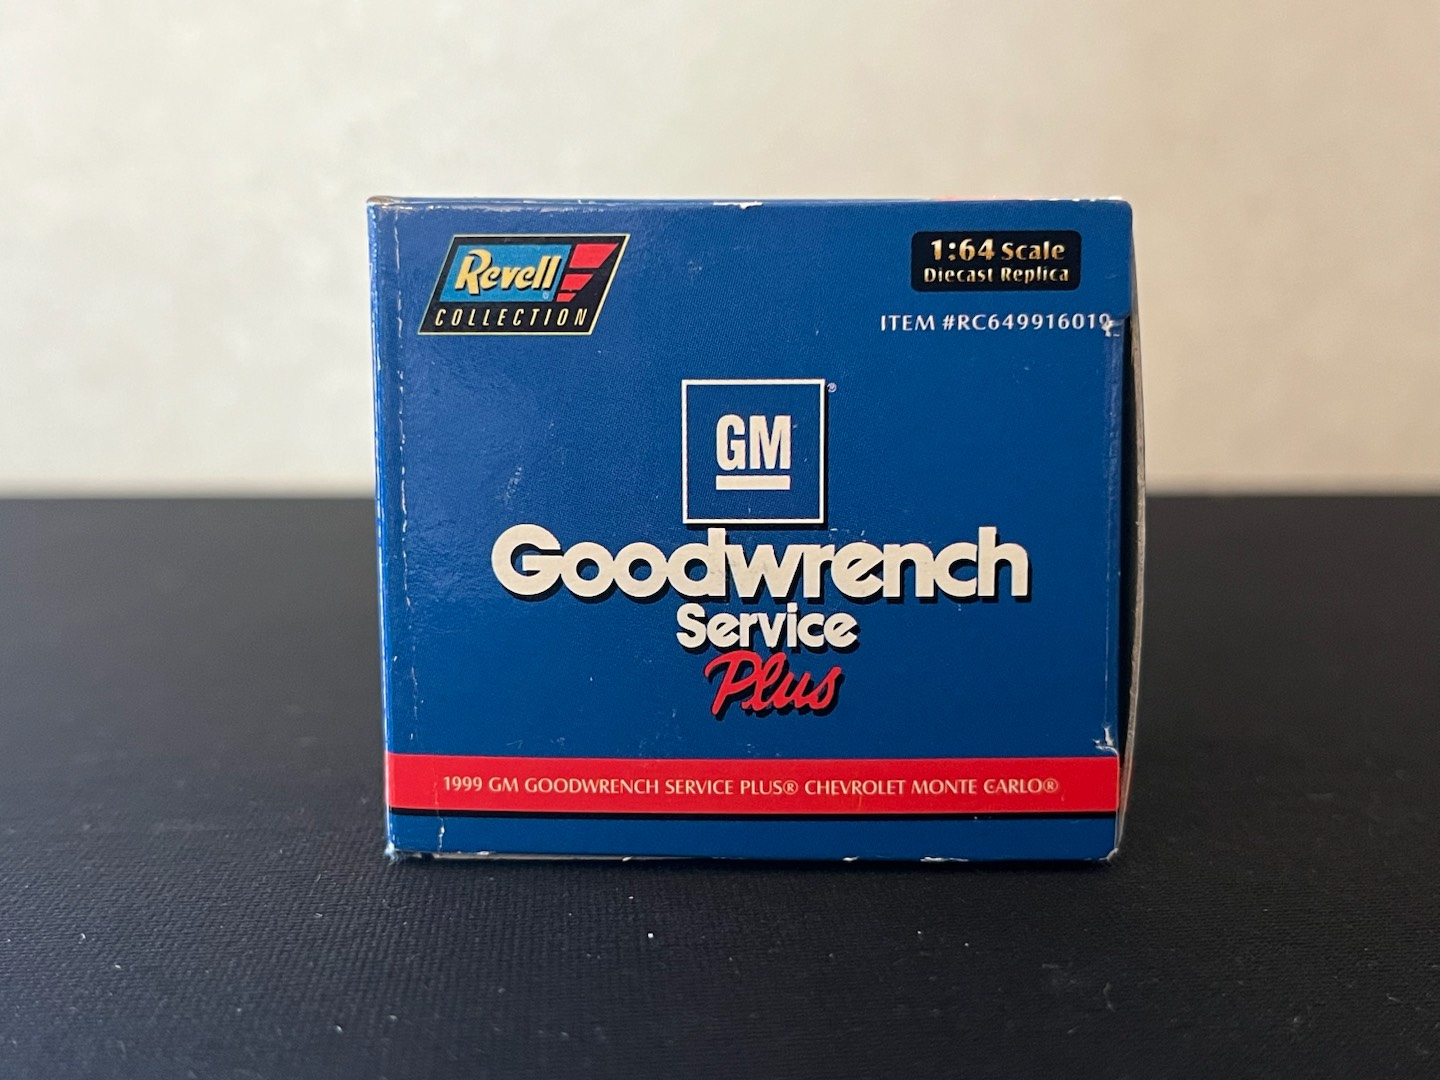 Revell
COLLECTION
1:64 Scale
Diecast Replica
ITEM #RC649916019
GM
Goodwrench
Service
Plus
1999 GM GOODWRENCH SERVICE PLUS® CHEVROLET MONTE CARLO®